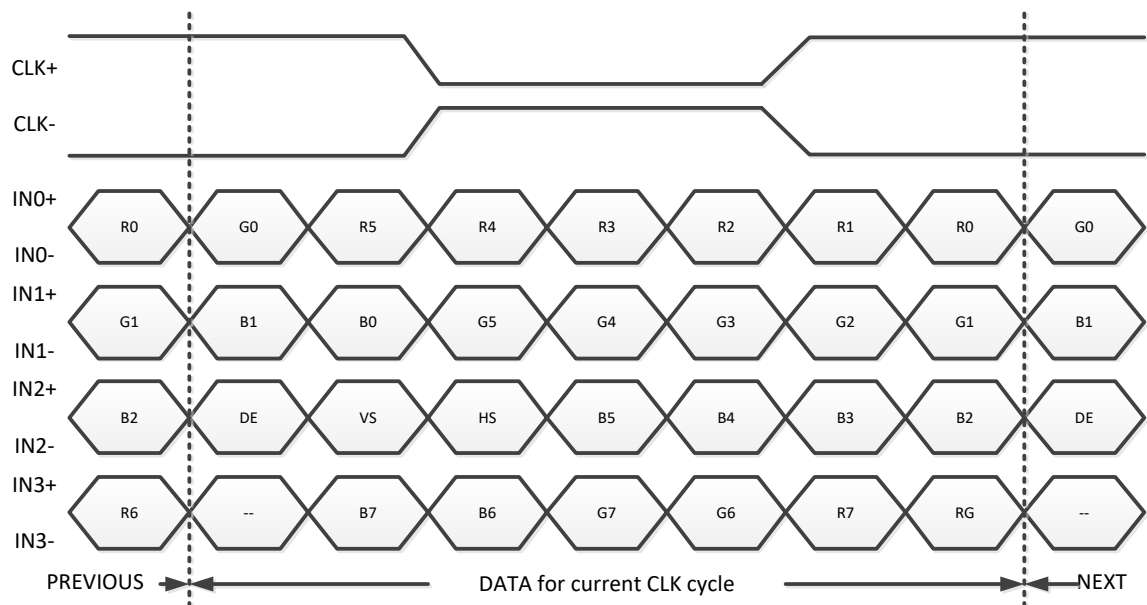 CLK+
CLK-
IN0+
R0 G0 R5 R4 R3 R2 R1 R0 G0
IN0-
IN1+
G1 B1 B0 G5 G4 G3 G2 G1 B1
IN1-
IN2+
B2 DE VS HS B5 B4 B3 B2 DE
IN2-
IN3+
R6 -- B7 B6 G7 G6 R7 RG --
IN3-
PREVIOUS DATA for current CLK cycle NEXT